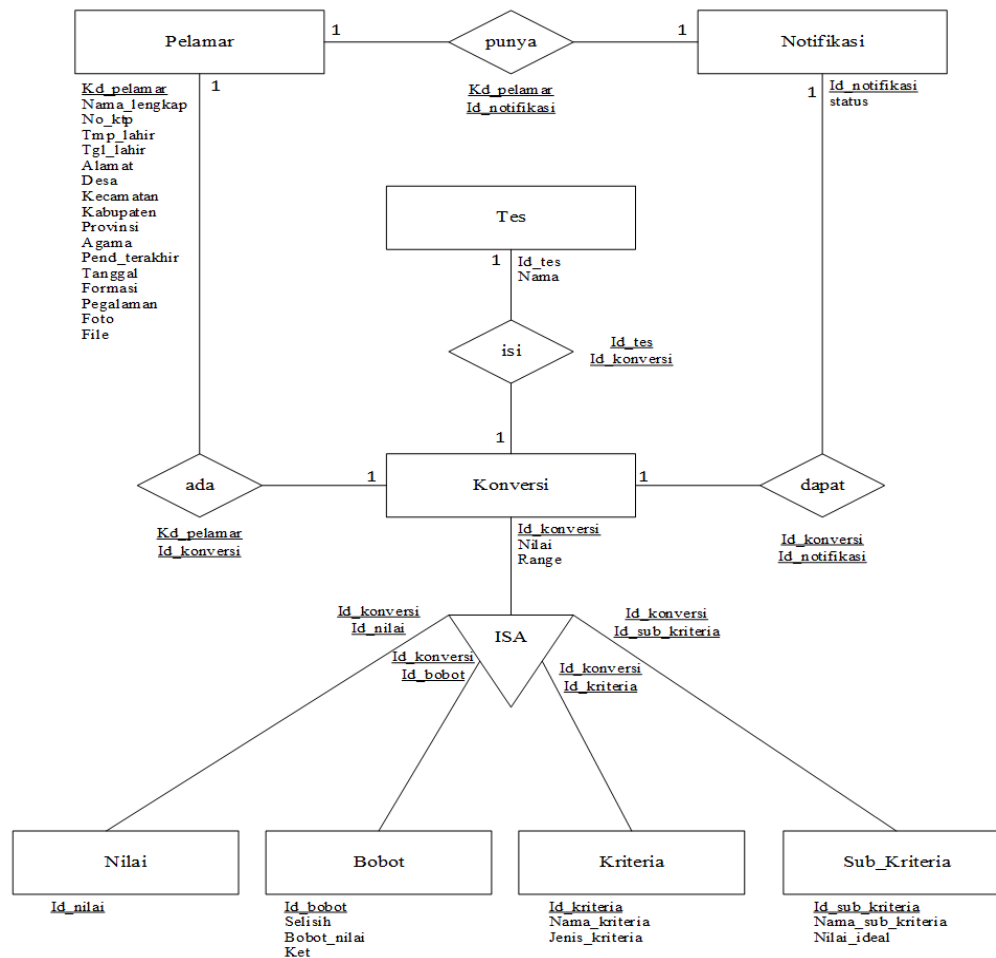 Pelamar
1
punya
1
Notifikasi
Kd_pelamar
Nama_lengkap
No_ktp
Tmp_lahir
Tgl_lahir
Alamat
Desa
Kecamatan
Kabupaten
Provinsi
Agama
Pend_terakhir
Tanggal
Formasi
Pegalaman
Foto
File
1
Kd_pelamar
Id_notifikasi
1
Id_notifikasi
status
Tes
1
Id_tes
Nama
isi
Id_tes
Id_konversi
1
ada
1
Konversi
1
dapat
Kd_pelamar
Id_konversi
Id_konversi
Nilai
Range
Id_konversi
Id_notifikasi
ISA
Id_konversi
Id_nilai
Id_konversi
Id_bobot
Id_konversi
Id_kriteria
Id_konversi
Id_sub_kriteria
Nilai
Id_nilai
Bobot
Id_bobot
Selisih
Bobot_nilai
Ket
Kriteria
Id_kriteria
Nama_kriteria
Jenis_kriteria
Sub_Kriteria
Id_sub_kriteria
Nama_sub_kriteria
Nilai_ideal